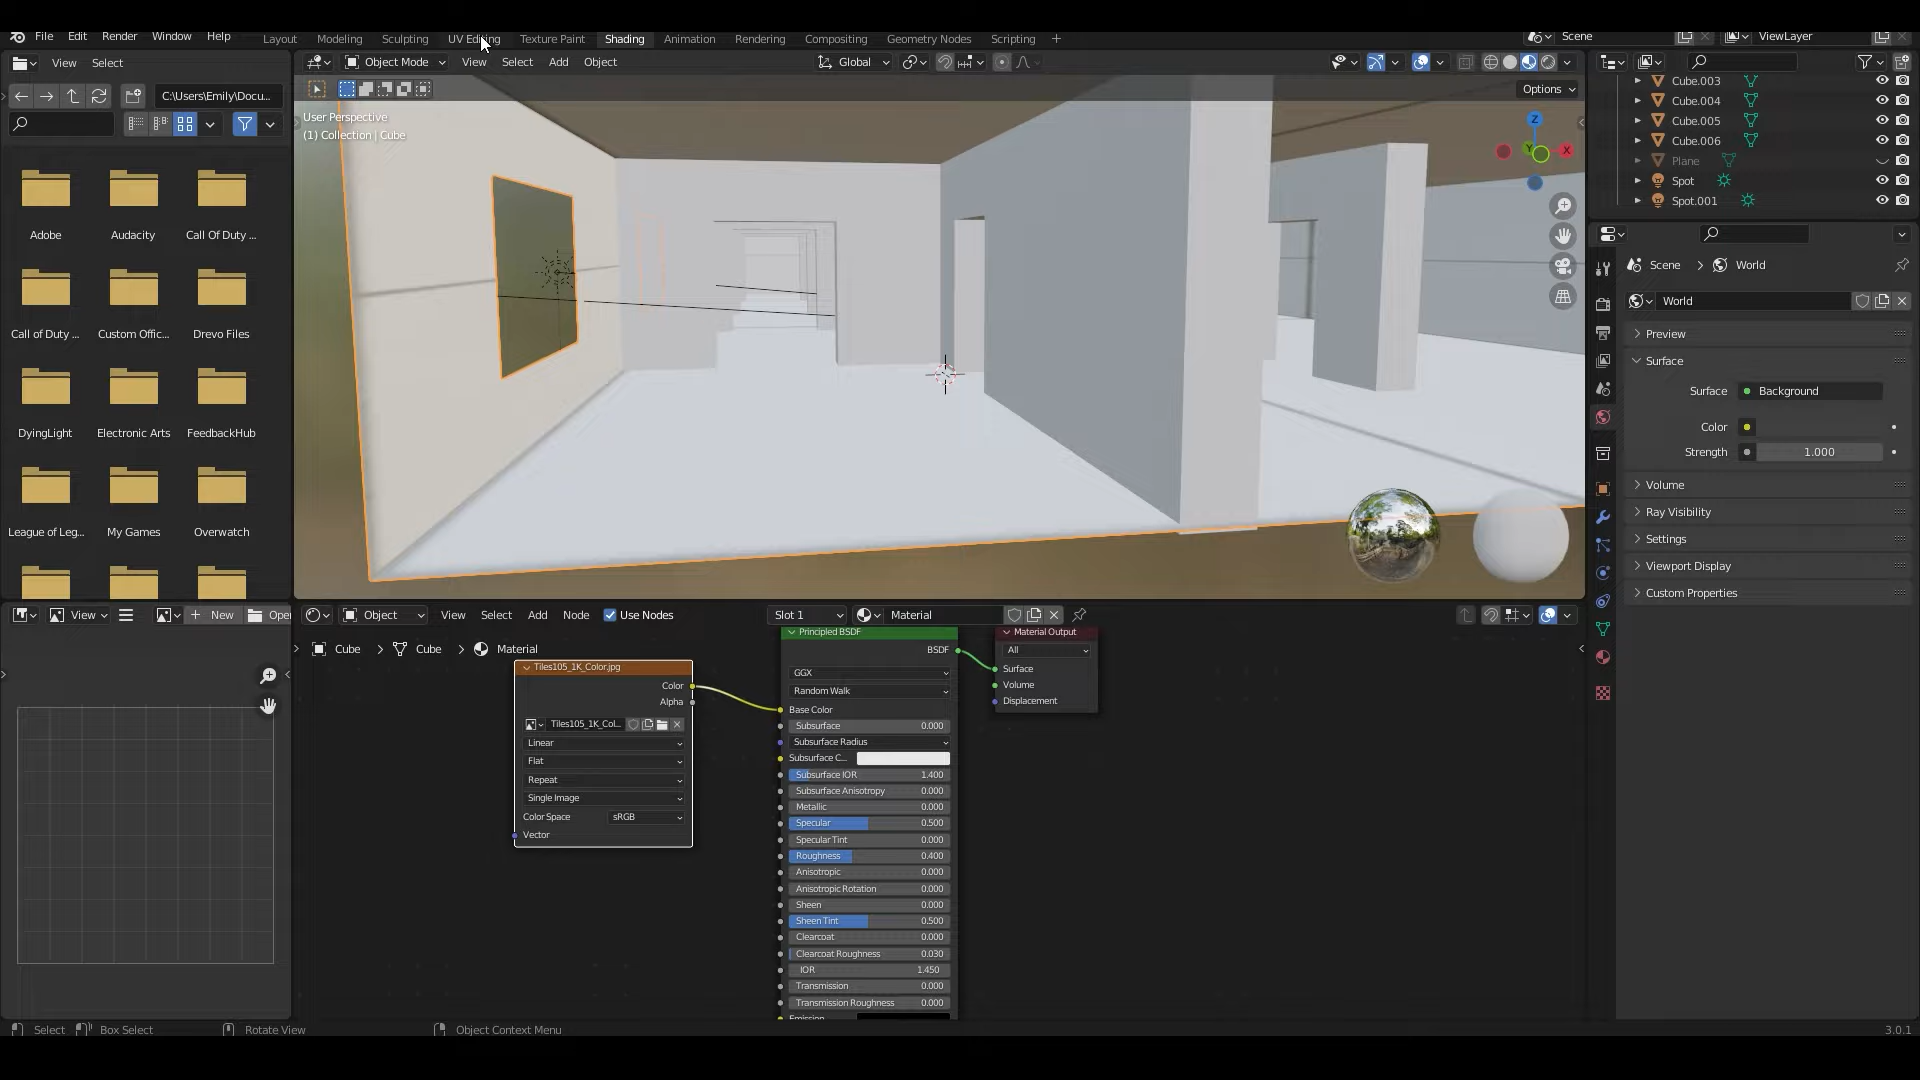 File Edit Render Window Help Layout Modeling Sculpting UV Editing Texture Paint Shading Animation Rendering Compositing Geometry Nodes Scripting + Scene ViewLayer
View Select Object Mode View Select Add Object Global
C:\Users\Emily\Docu... Options
User Perspective
(1) Collection | Cube
Adobe Audacity Call Of Duty ...
Call of Duty ... Custom Offic... Drevo Files
DyingLight Electronic Arts FeedbackHub
League of Leg... My Games Overwatch
Z
Y
X
Cube.003
Cube.004
Cube.005
Cube.006
Plane
Spot
Spot.001
Scene > World
World
Preview
Surface
Surface Background
Color
Strength 1.000
Volume
Ray Visibility
Settings
Viewport Display
Custom Properties
View New Open
Object View Select Add Node Use Nodes Slot 1 Material
Cube > Cube > Material
Tiles105_1K_Color.jpg
Color
Alpha
Tiles105_1K_Col...
Linear
Flat
Repeat
Single Image
Color Space sRGB
Vector
Principled BSDF
BSDF
GGX
Random Walk
Base Color
Subsurface 0.000
Subsurface Radius
Subsurface C...
Subsurface IOR 1.400
Subsurface Anisotropy 0.000
Metallic 0.000
Specular 0.500
Specular Tint 0.000
Roughness 0.400
Anisotropic 0.000
Anisotropic Rotation 0.000
Sheen 0.000
Sheen Tint 0.500
Clearcoat 0.000
Clearcoat Roughness 0.030
IOR 1.450
Transmission 0.000
Transmission Roughness 0.000
Emission
Material Output
All
Surface
Volume
Displacement
Select Box Select Rotate View Object Context Menu 3.0.1